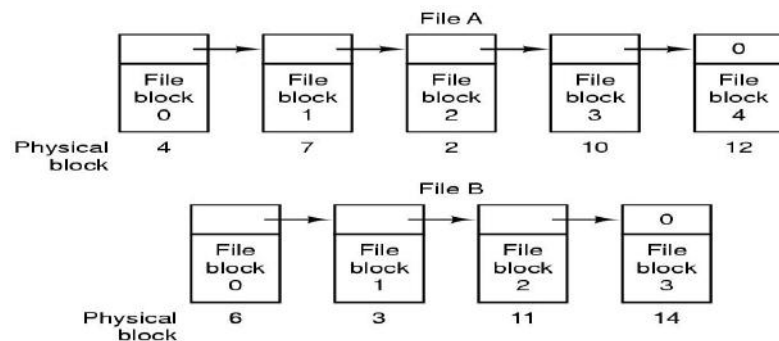 File A
0
File block 0
File block 1
File block 2
File block 3
File block 4
Physical block
4 7 2 10 12
File B
0
File block 0
File block 1
File block 2
File block 3
Physical block
6 3 11 14